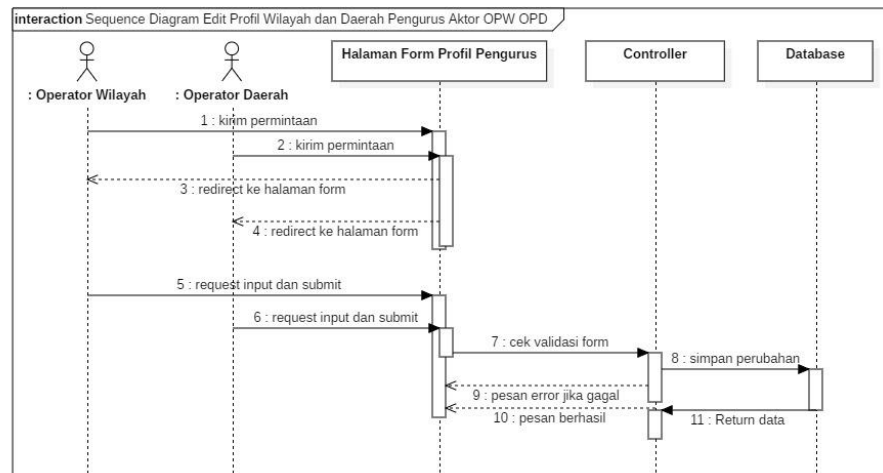 interaction Sequence Diagram Edit Profil Wilayah dan Daerah Pengurus Aktor OPW OPD
Halaman Form Profil Pengurus
Controller
Database
: Operator Wilayah
: Operator Daerah
1 : kirim permintaan
2 : kirim permintaan
3 : redirect ke halaman form
4 : redirect ke halaman form
5 : request input dan submit
6 : request input dan submit
7 : cek validasi form
8 : simpan perubahan
9 : pesan error jika gagal
10 : pesan berhasil
11 : Return data